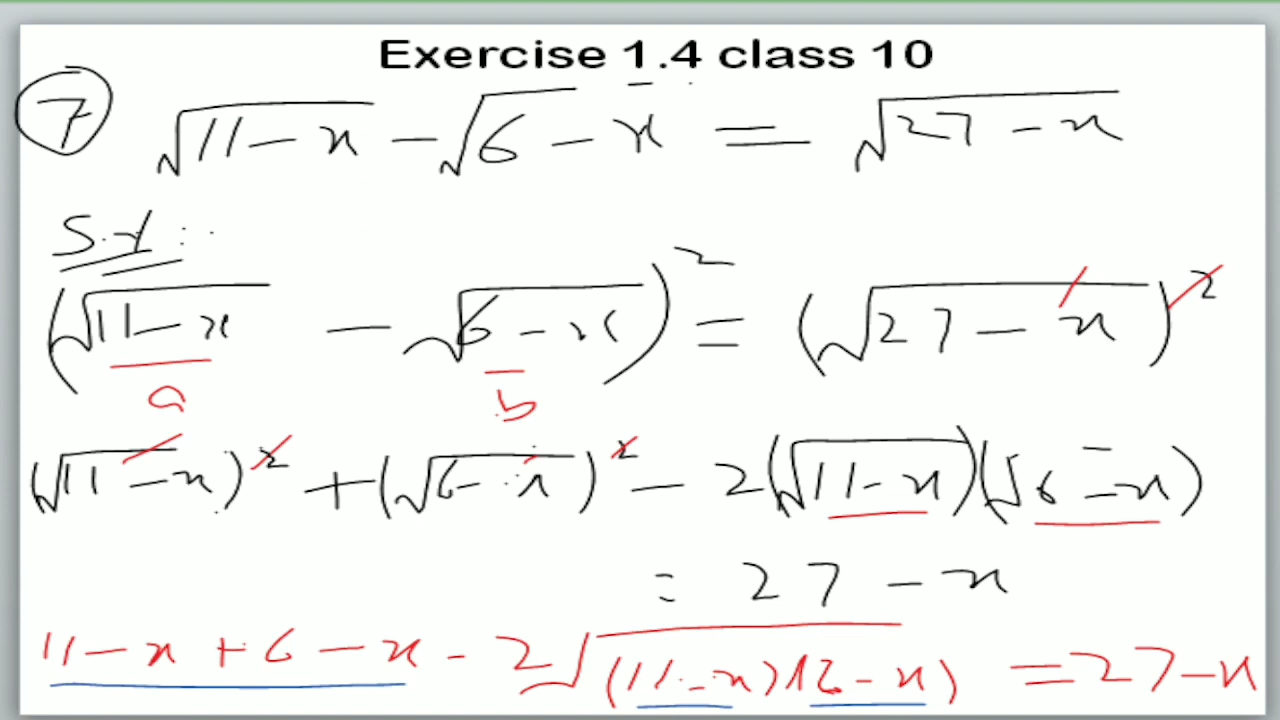 Exercise 1.4 class 10
7 √11-x - √6-x = √27-x
Sol:
(√11-x - √6-x)² = (√27-x)²
a b
(√11-x)² + (√6-x)² - 2(√11-x)(√6-x)
= 27-x
11-x+6-x-2√(11-x)(6-x) = 27-x